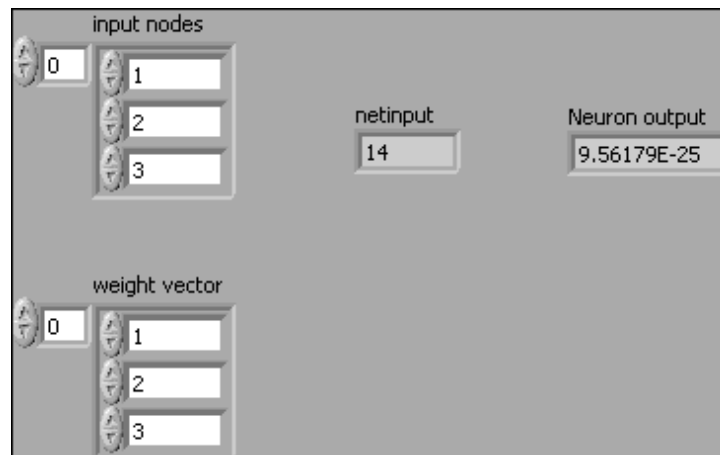 input nodes
0
1
2
3
netinput
14
Neuron output
9.56179E-25
weight vector
0
1
2
3